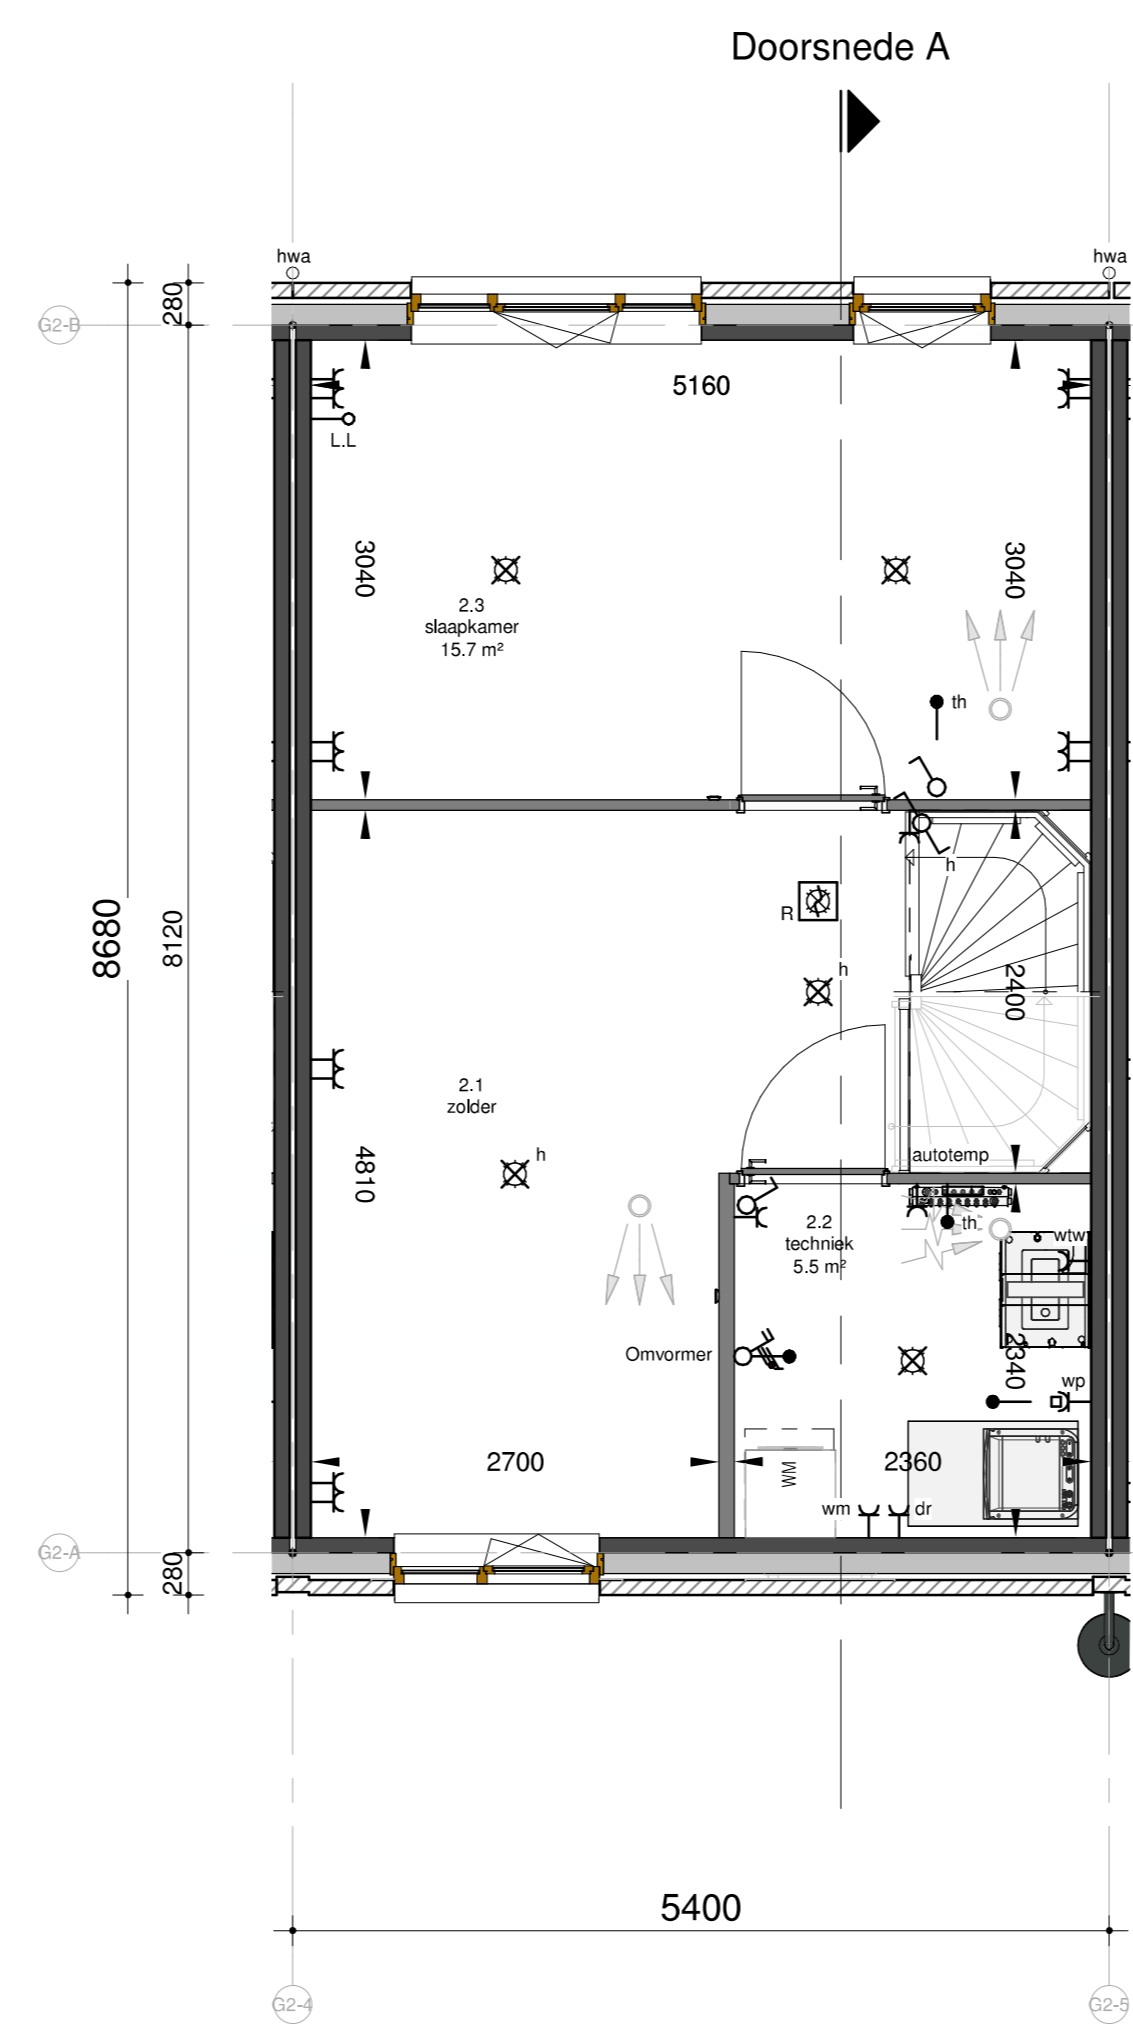 Doorsnede A
hwa
hwa
280
G2-B
5160
L.L
3040
3040
2.3
slaapkamer
15.7 m²
th
h
R
h
8680
8120
2400
2.1
zolder
h
4810
autotemp
2.2
techniek
5.5 m²
th
wtw
Omvormer
2340
wp
2700
WM
2360
wm
dr
G2-A
280
5400
G2-4
G2-5